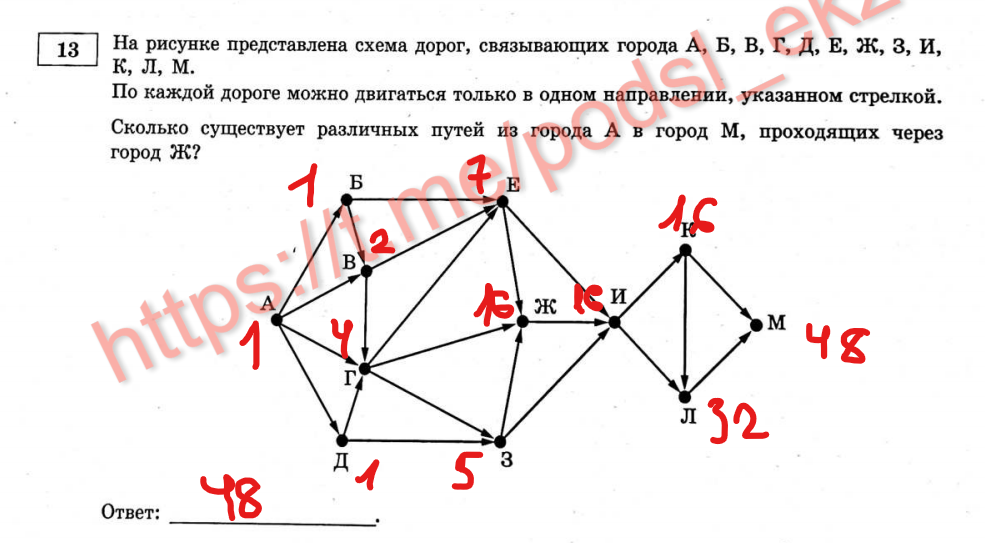 13
На рисунке представлена схема дорог, связывающих города А, Б, В, Г, Д, Е, Ж, З, И,
К, Л, М.
По каждой дороге можно двигаться только в одном направлении, указанном стрелкой.
Сколько существует различных путей из города А в город М, проходящих через
город Ж?
https://t.me/podsl_ekz
1 Б 7 Е
16 К
В 2
А 1
4 Г
16 Ж
16 И
М 48
Л 32
Д 1
5 З
Ответ: 48.